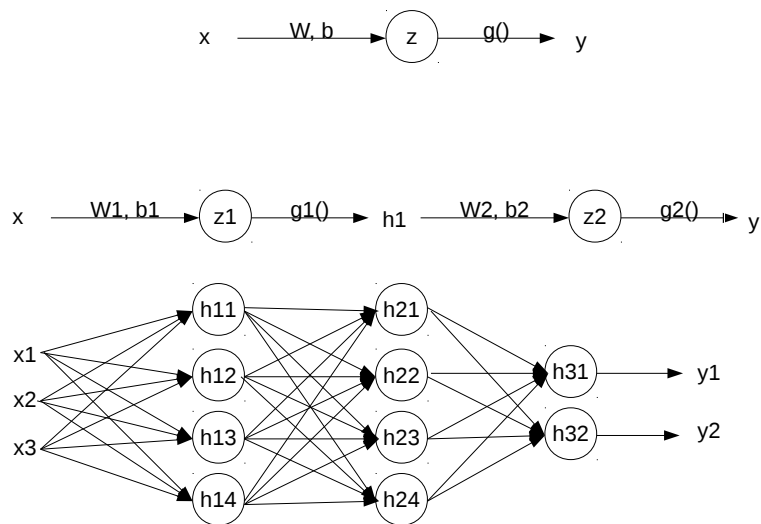 x W, b z g() y
x W1, b1 z1 g1() h1 W2, b2 z2 g2() y
h11 h21
x1 h31 y1
h12 h22
x2
h13 h23 h32 y2
x3
h14 h24